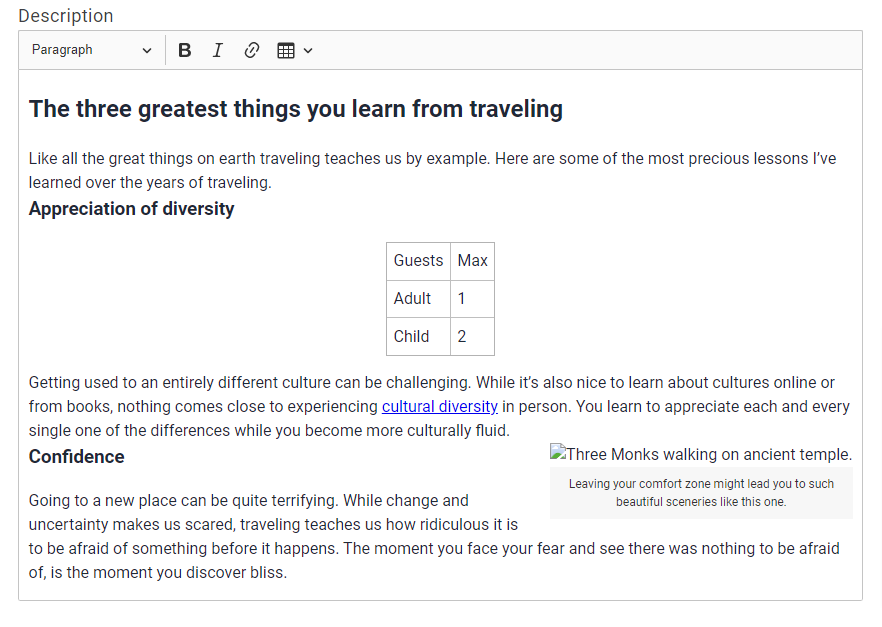 Description
Paragraph
B I
The three greatest things you learn from traveling
Like all the great things on earth traveling teaches us by example. Here are some of the most precious lessons I’ve
learned over the years of traveling.
Appreciation of diversity
Guests Max
Adult 1
Child 2
Getting used to an entirely different culture can be challenging. While it’s also nice to learn about cultures online or
from books, nothing comes close to experiencing cultural diversity in person. You learn to appreciate each and every
single one of the differences while you become more culturally fluid.
Three Monks walking on ancient temple.
Leaving your comfort zone might lead you to such
beautiful sceneries like this one.
Confidence
Going to a new place can be quite terrifying. While change and
uncertainty makes us scared, traveling teaches us how ridiculous it is
to be afraid of something before it happens. The moment you face your fear and see there was nothing to be afraid
of, is the moment you discover bliss.